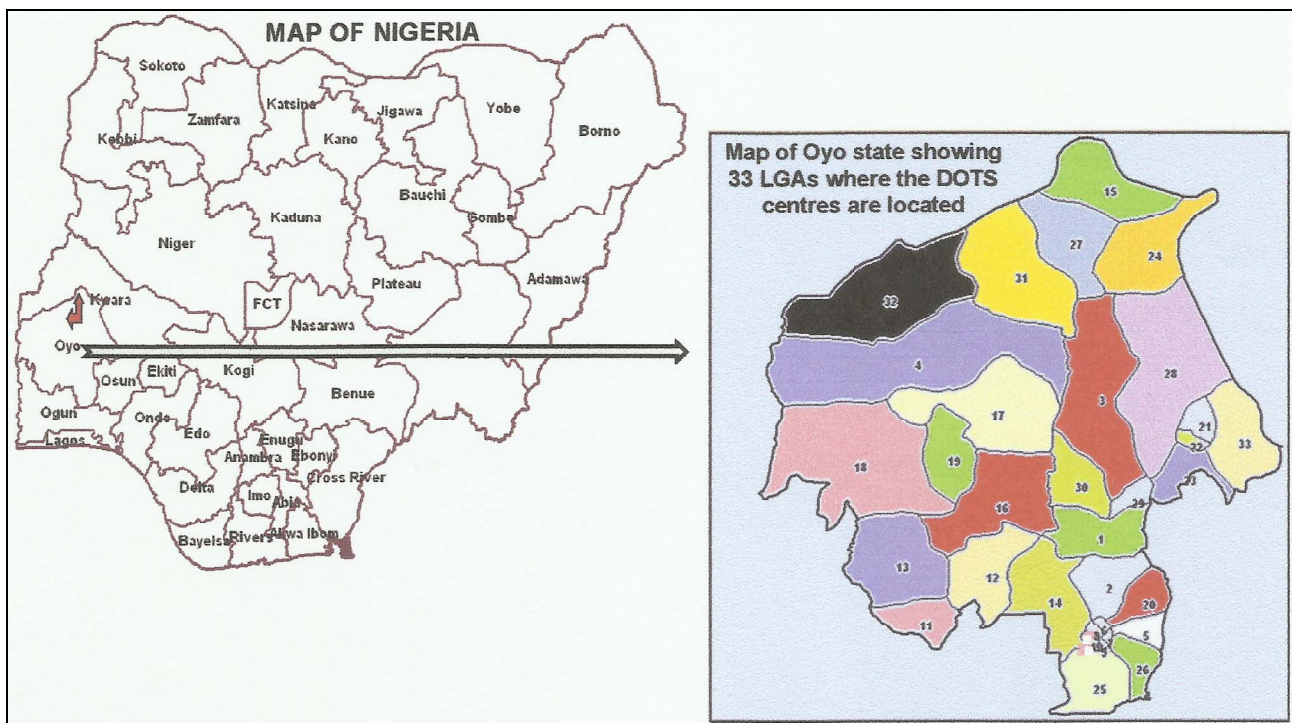 MAP OF NIGERIA
Sokoto
Katsina
Jigawa
Yobe
Borno
Zamfara
Kano
Kebbi
Bauchi
Gombe
Kaduna
Niger
Adamawa
Plateau
FCT
Kwara
Nasarawa
Oyo
Osun
Ekiti
Kogi
Benue
Ogun
Ondo
Edo
Lagos
Enugu
Anambra
Ebonyi
Cross River
Delta
Imo
Abia
Bayelsa
Rivers
Akwa Ibom
Map of Oyo state showing
33 LGAs where the DOTS
centres are located
15
27
24
31
32
4
28
3
17
21
22
33
18
19
30
23
29
16
1
13
12
2
14
20
11
5
26
25